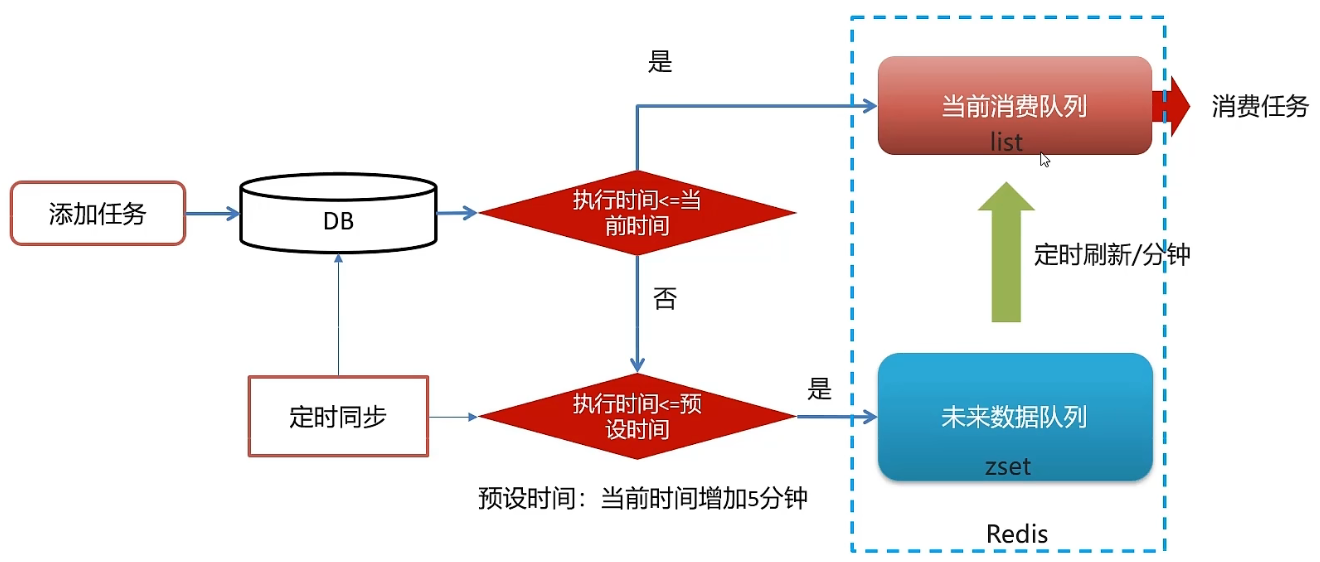 是
当前消费队列
list
消费任务
添加任务
DB
执行时间<=当
前时间
定时刷新/分钟
否
定时同步
执行时间<=预
设时间
是
未来数据队列
zset
预设时间：当前时间增加5分钟
Redis